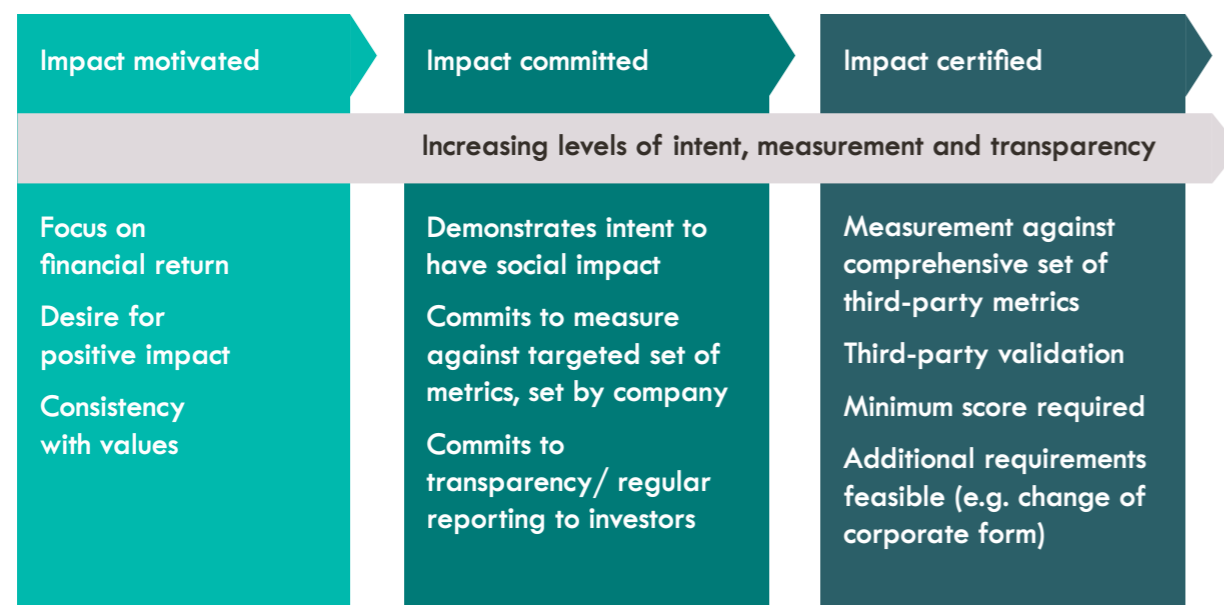 Impact motivated
Impact committed
Impact certified
Increasing levels of intent, measurement and transparency
Focus on
financial return
Desire for
positive impact
Consistency
with values
Demonstrates intent to
have social impact
Commits to measure
against targeted set of
metrics, set by company
Commits to
transparency/ regular
reporting to investors
Measurement against
comprehensive set of
third-party metrics
Third-party validation
Minimum score required
Additional requirements
feasible (e.g. change of
corporate form)